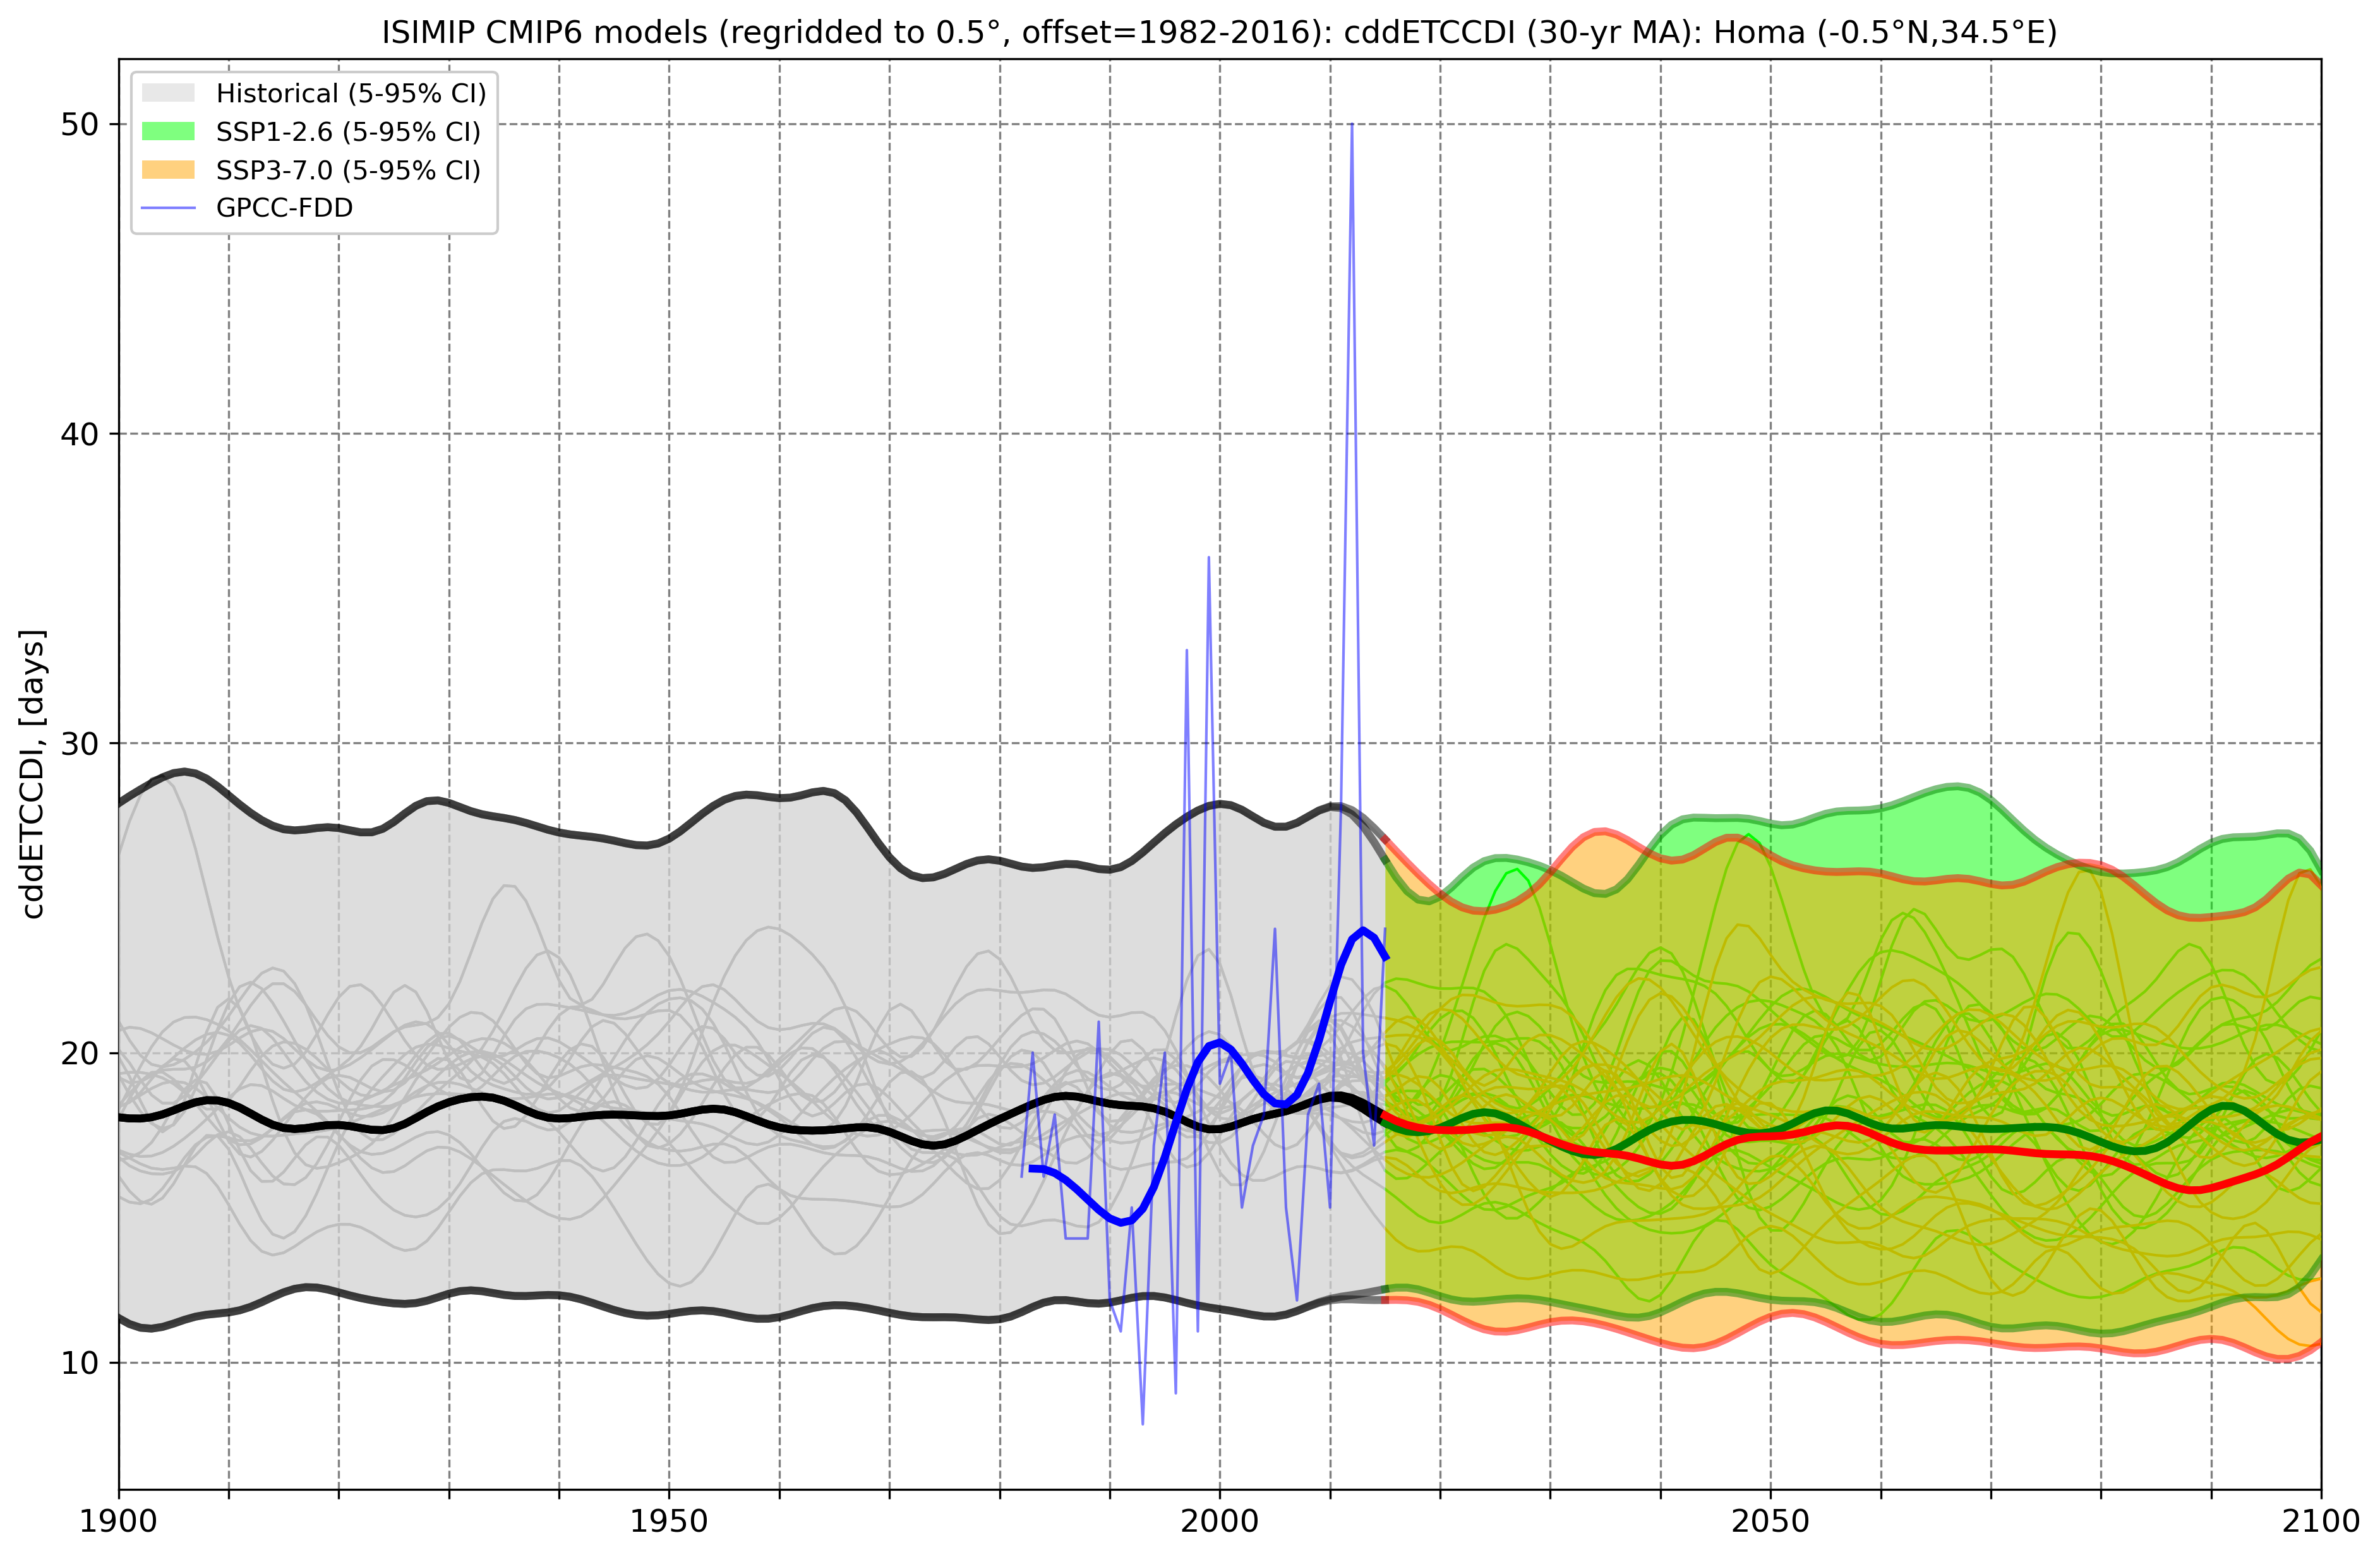 ISIMIP CMIP6 models (regridded to 0.5°, offset=1982-2016): cddETCCDI (30-yr MA): Homa (-0.5°N,34.5°E)
Historical (5-95% CI)
SSP1-2.6 (5-95% CI)
SSP3-7.0 (5-95% CI)
GPCC-FDD
cddETCCDI, [days]
50
40
30
20
10
1900
1950
2000
2050
2100